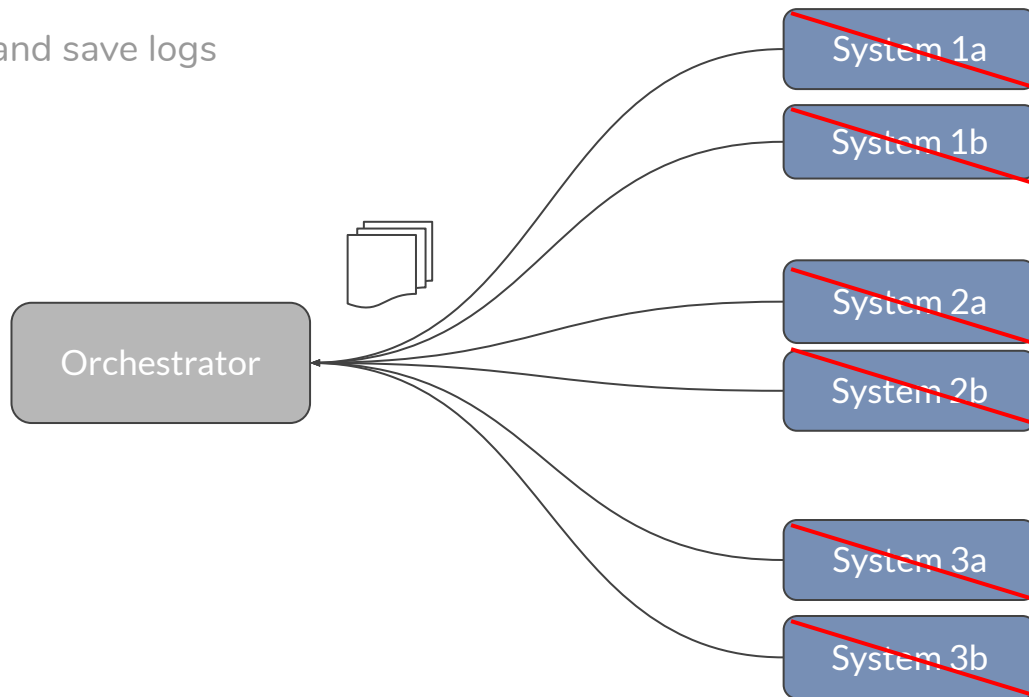 and save logs
System 1a
System 1b
System 2a
Orchestrator
System 2b
System 3a
System 3b